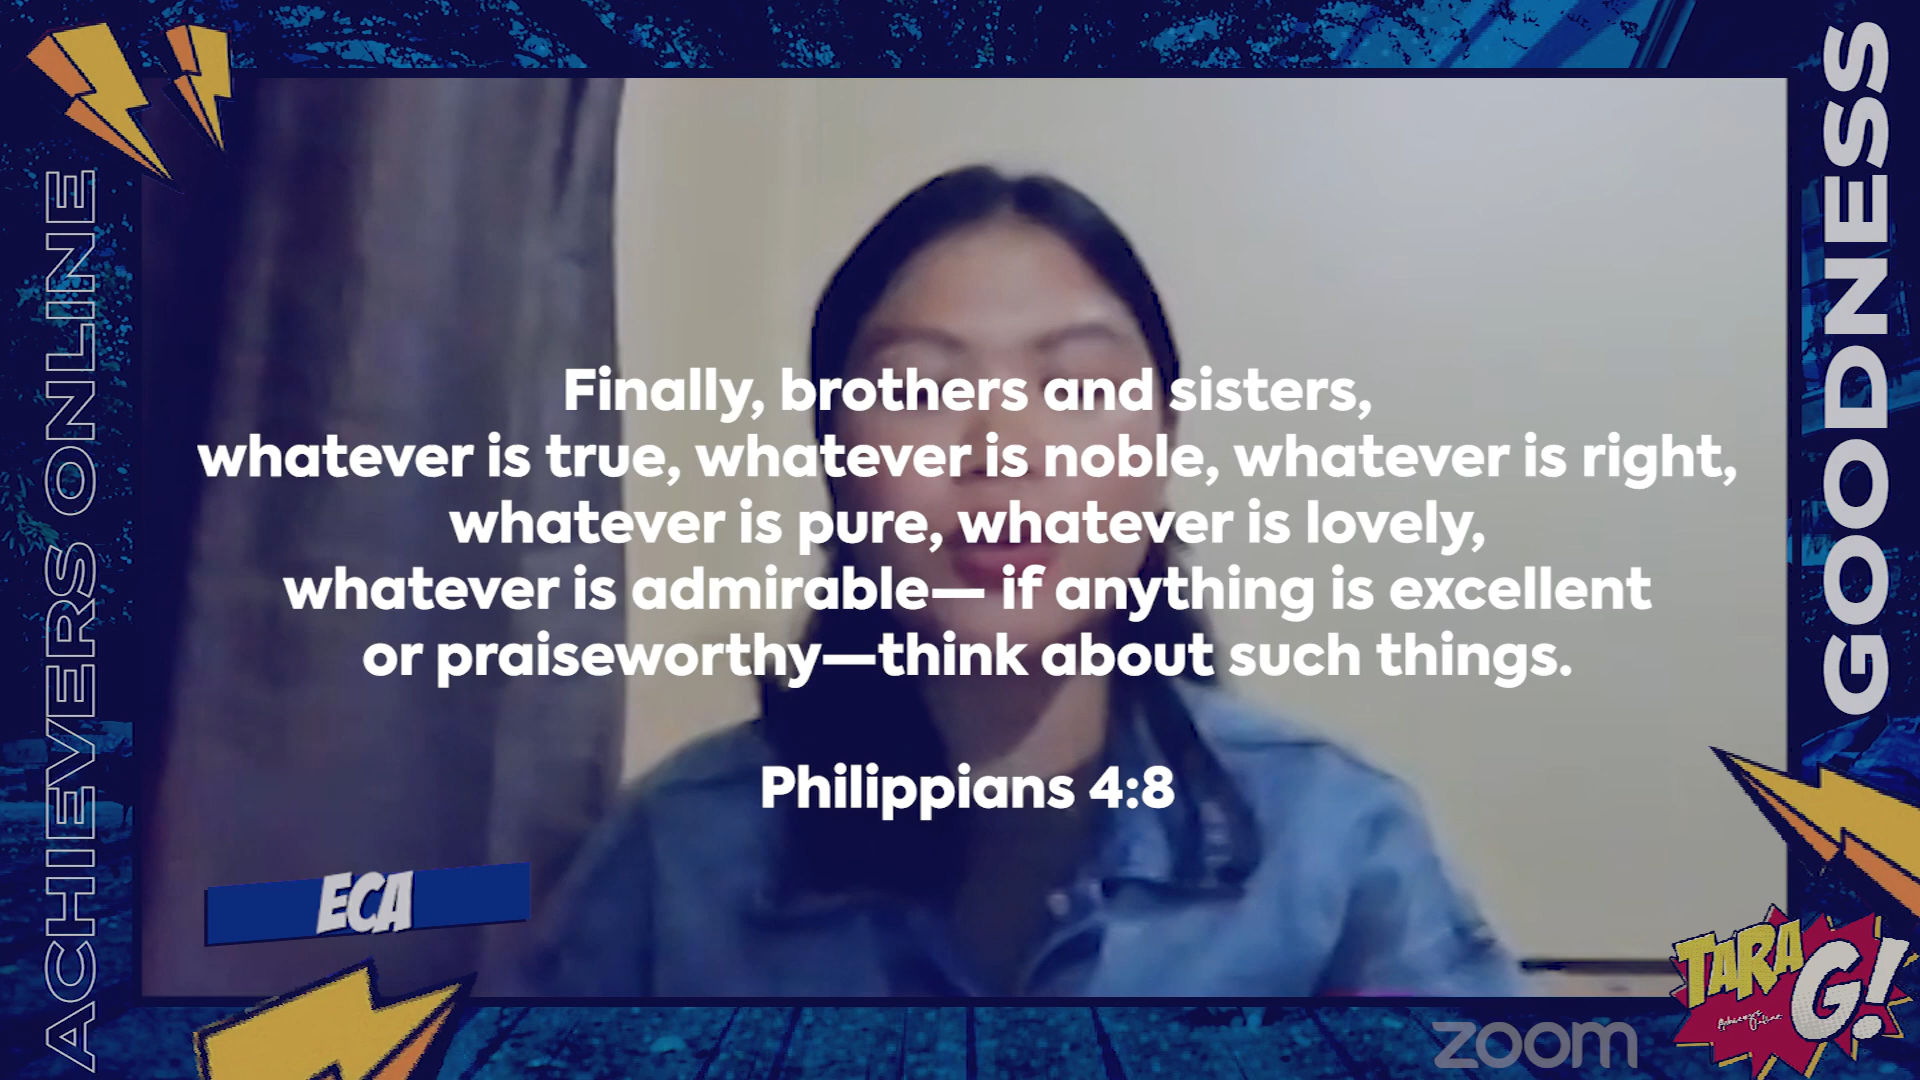 ACHIEVERS ONLINE
GOODNESS
Finally, brothers and sisters,
whatever is true, whatever is noble, whatever is right,
whatever is pure, whatever is lovely,
whatever is admirable— if anything is excellent
or praiseworthy—think about such things.
Philippians 4:8
ECA
TARA
G!
Achievers Online
zoom